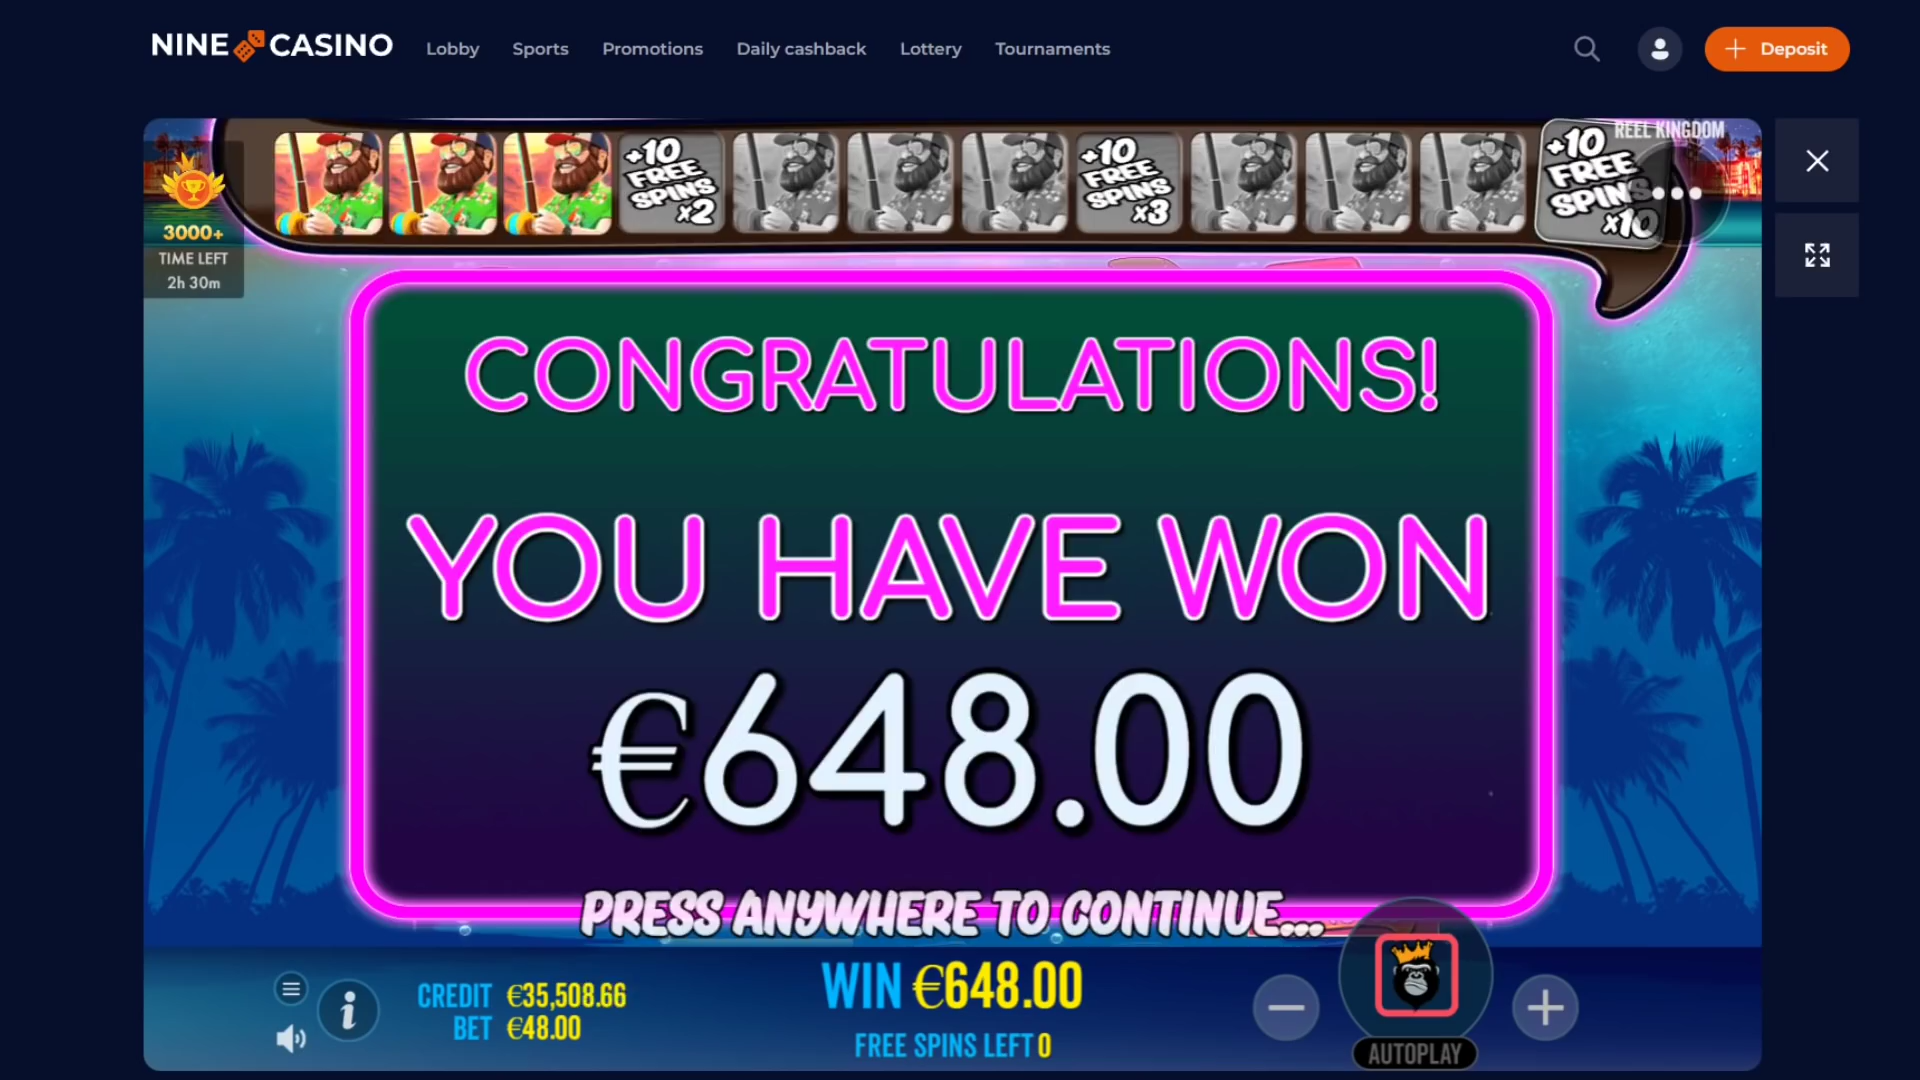 NINE CASINO
Lobby Sports Promotions Daily cashback Lottery Tournaments
+ Deposit
REEL KINGDOM
+10 FREE SPINS x2
+10 FREE SPINS x3
+10 FREE SPINS x10
3000+
TIME LEFT
2h 30m
CONGRATULATIONS!
YOU HAVE WON
€648.00
PRESS ANYWHERE TO CONTINUE...
CREDIT €35,508.66
BET €48.00
WIN €648.00
FREE SPINS LEFT 0
AUTOPLAY